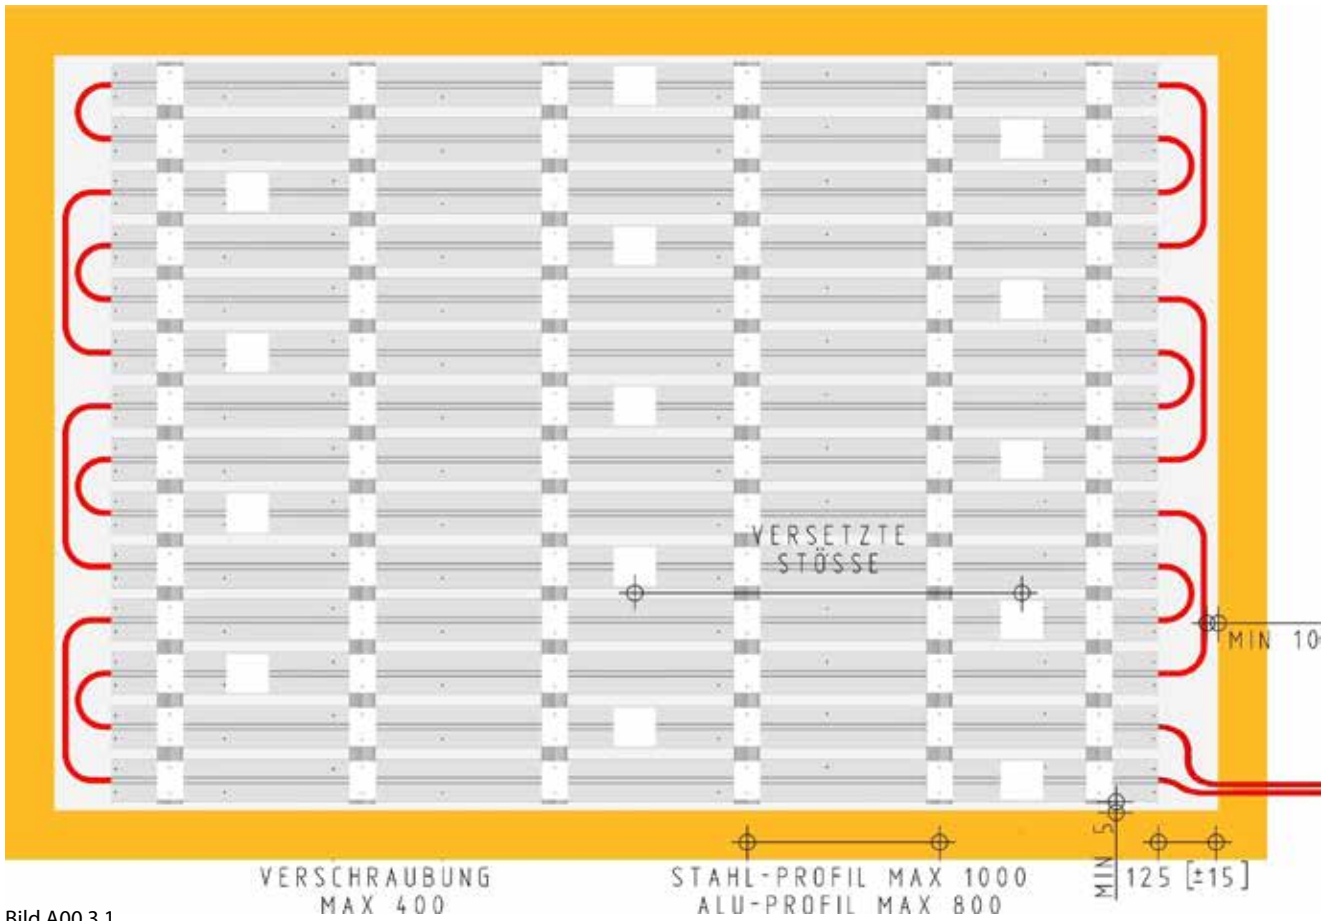 VERSETZTE
STÖSSE
MIN 10
MIN 5
125 [±15]
VERSCHRAUBUNG
MAX 400
STAHL-PROFIL MAX 1000
ALU-PROFIL MAX 800
Bild A00.3.1